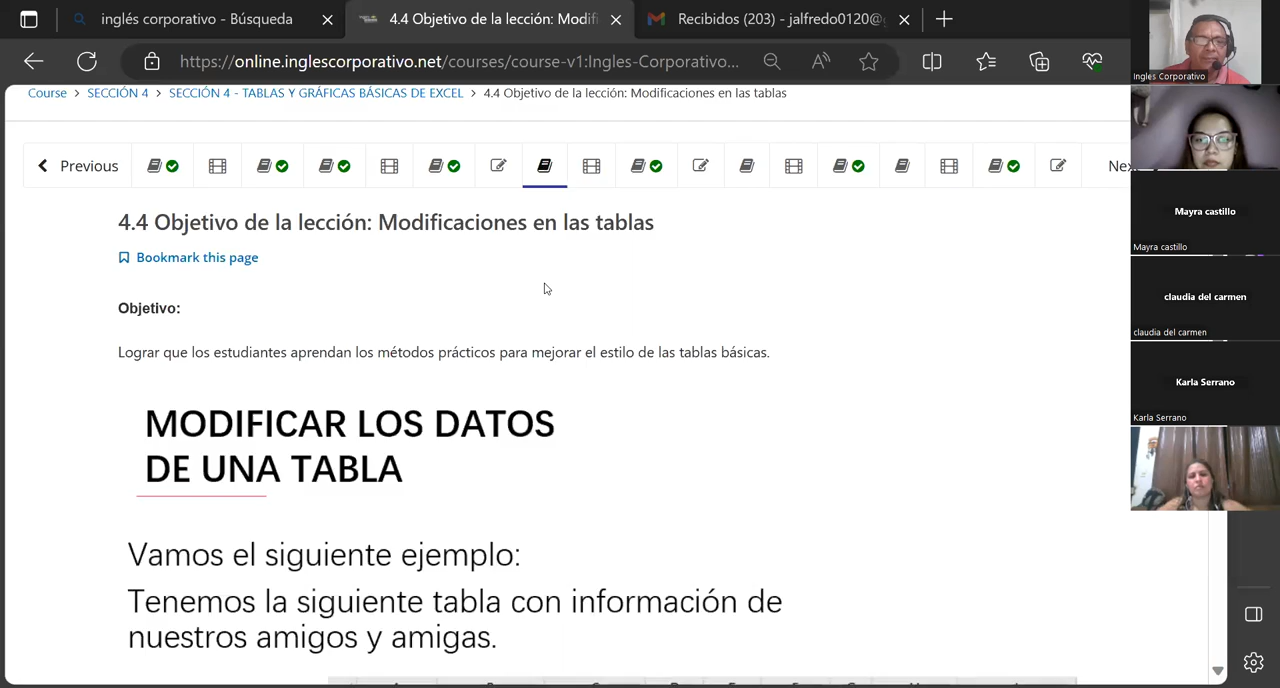 inglés corporativo - Búsqueda
4.4 Objetivo de la lección: Modifi
Recibidos (203) - jalfredo0120@g
https://online.inglescorporativo.net/courses/course-v1:Ingles-Corporativo...
Course > SECCIÓN 4 > SECCIÓN 4 - TABLAS Y GRÁFICAS BÁSICAS DE EXCEL > 4.4 Objetivo de la lección: Modificaciones en las tablas
Previous
Nex
4.4 Objetivo de la lección: Modificaciones en las tablas
Bookmark this page
Objetivo:
Lograr que los estudiantes aprendan los métodos prácticos para mejorar el estilo de las tablas básicas.
MODIFICAR LOS DATOS
DE UNA TABLA
Vamos el siguiente ejemplo:
Tenemos la siguiente tabla con información de
nuestros amigos y amigas.
Ingles Corporativo
Mayra castillo
Mayra castillo
claudia del carmen
claudia del carmen
Karla Serrano
Karla Serrano